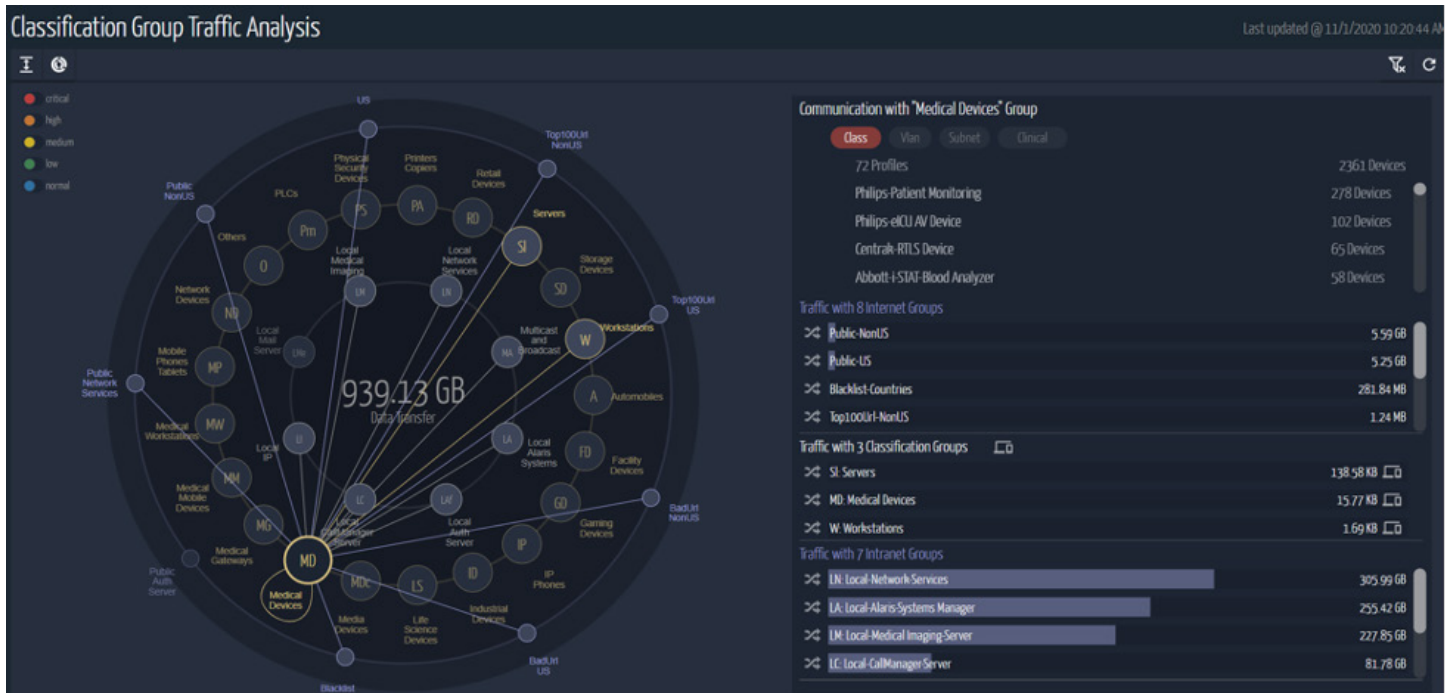 Classification Group Traffic Analysis
Last updated @ 11/1/2020 10:20:44 AM
critical
high
medium
low
normal
US
Top100Url
NonUS
Public
NonUS
Physical
Security
Devices
Printers
Copiers
Retail
Devices
PLCs
Servers
Others
Storage
Devices
Network
Devices
Workstations
Top100Url
US
Mobile
Phones
Tablets
Automobiles
Public
Network
Services
Medical
Workstations
Facility
Devices
Medical
Mobile
Devices
Gaming
Devices
BadUrl
NonUS
Medical
Gateways
IP
Phones
Public
Auth
Server
Medical
Devices
Media
Devices
Life
Science
Devices
Industrial
Devices
BadUrl
US
Blacklist
PS
PA
RD
Pm
SI
O
SD
ND
W
MP
A
MW
FD
MM
GD
MG
IP
MD
MDc
LS
ID
Local
Medical
Imaging
LM
Local
Network
Services
LN
Local
Mail
Server
Multicast
and
Broadcast
MA
939.13 GB
Data Transfer
Local
IP
LI
LA
Local
Alaris
Systems
LC
Local
CallManager
Server
LAf
Local
Auth
Server
Communication with "Medical Devices" Group
Class Vlan Subnet Clinical
72 Profiles 2361 Devices
Philips-Patient Monitoring 278 Devices
Philips-eICU AV Device 102 Devices
Centrak-RTLS Device 65 Devices
Abbott-i-STAT-Blood Analyzer 58 Devices
Traffic with 8 Internet Groups
Public-NonUS 5.59 GB
Public-US 5.25 GB
Blacklist-Countries 281.84 MB
Top100Url-NonUS 1.24 MB
Traffic with 3 Classification Groups
SI: Servers 138.58 KB
MD: Medical Devices 15.77 KB
W: Workstations 1.69 KB
Traffic with 7 Intranet Groups
LN: Local-Network-Services 305.99 GB
LA: Local-Alaris-Systems Manager 255.42 GB
LM: Local-Medical Imaging-Server 227.85 GB
LC: Local-CallManager-Server 81.78 GB